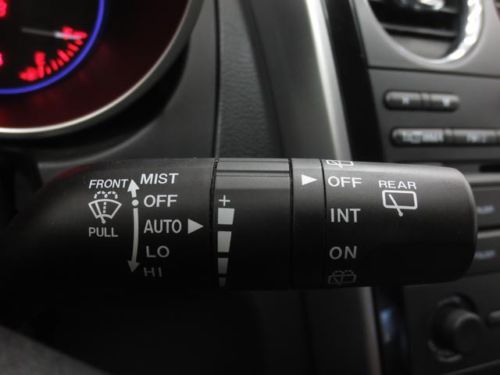 FRONT
MIST
OFF
AUTO
LO
HI
PULL
+
-
OFF
INT
ON
REAR